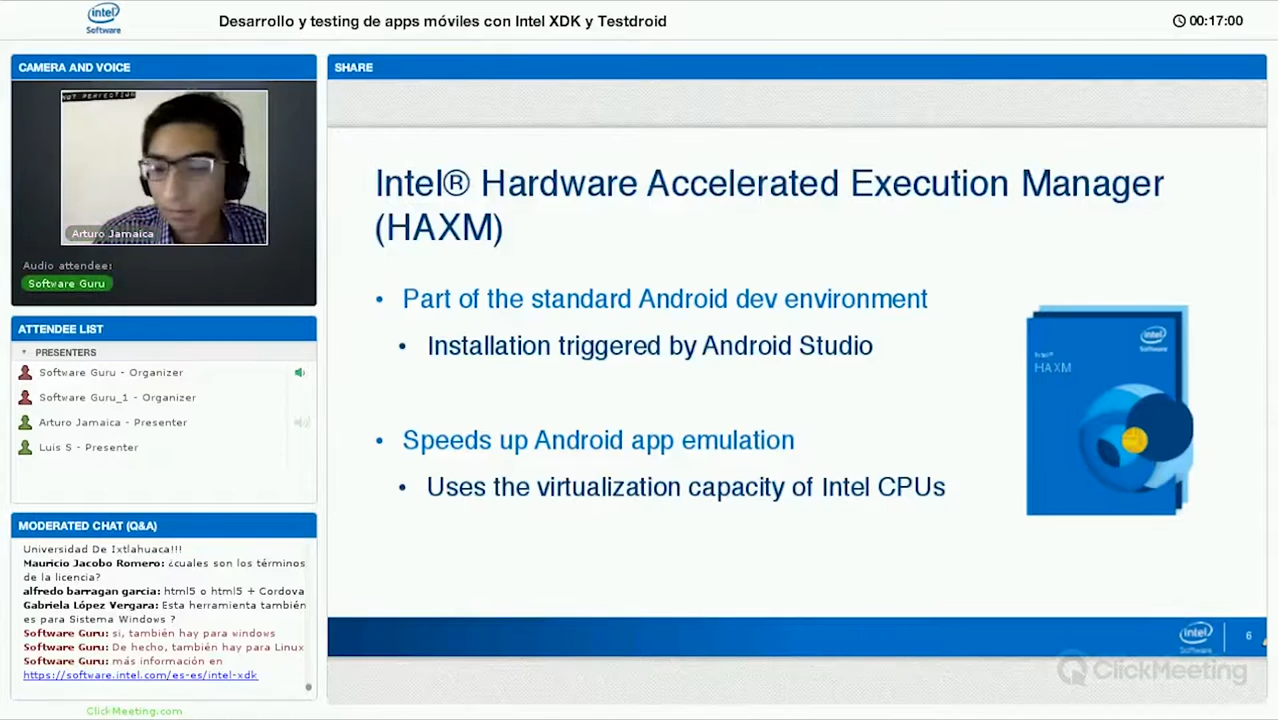 intel
Software
Desarrollo y testing de apps móviles con Intel XDK y Testdroid
00:17:00
CAMERA AND VOICE
NOT PERFECTION
Arturo Jamaica
Audio attendee:
Software Guru
ATTENDEE LIST
PRESENTERS
Software Guru - Organizer
Software Guru_1 - Organizer
Arturo Jamaica - Presenter
Luis S - Presenter
MODERATED CHAT (Q&A)
Universidad De Ixtlahuaca!!!
Mauricio Jacobo Romero: ¿cuales son los términos
de la licencia?
alfredo barragan garcia: html5 o html5 + Cordova
Gabriela López Vergara: Esta herramienta también
es para Sistema Windows ?
Software Guru: si, también hay para windows
Software Guru: De hecho, también hay para Linux
Software Guru: más información en
https://software.intel.com/es-es/intel-xdk
ClickMeeting.com
SHARE
Intel® Hardware Accelerated Execution Manager
(HAXM)
• Part of the standard Android dev environment
• Installation triggered by Android Studio
• Speeds up Android app emulation
• Uses the virtualization capacity of Intel CPUs
intel
Software
Intel®
HAXM
intel
Software
6
ClickMeeting